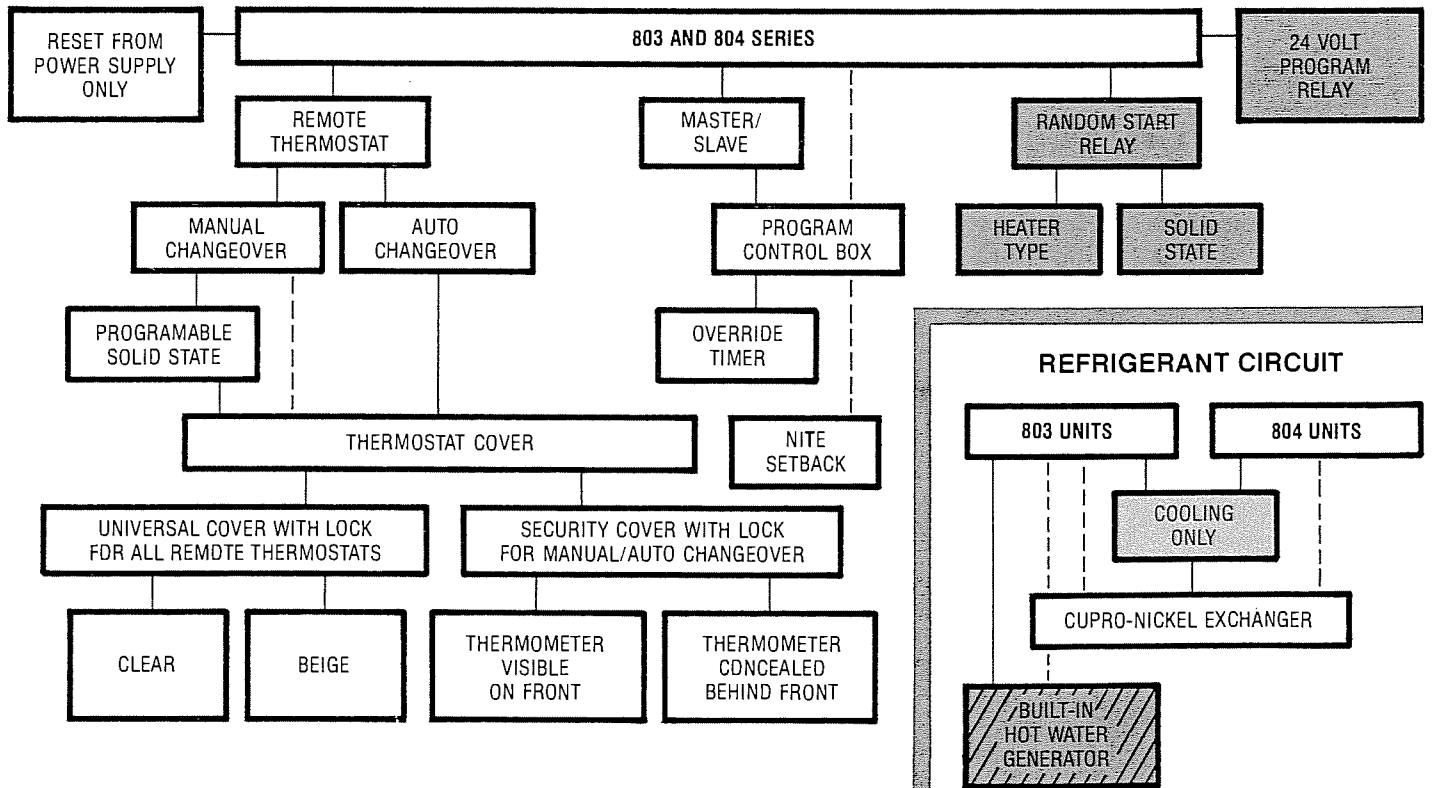 RESET FROM
POWER SUPPLY
ONLY
803 AND 804 SERIES
24 VOLT
PROGRAM
RELAY
REMOTE
THERMOSTAT
MASTER/
SLAVE
RANDOM START
RELAY
MANUAL
CHANGEOVER
AUTO
CHANGEOVER
PROGRAM
CONTROL BOX
HEATER
TYPE
SOLID
STATE
PROGRAMABLE
SOLID STATE
OVERRIDE
TIMER
THERMOSTAT COVER
NITE
SETBACK
UNIVERSAL COVER WITH LOCK
FOR ALL REMOTE THERMOSTATS
SECURITY COVER WITH LOCK
FOR MANUAL/AUTO CHANGEOVER
CLEAR
BEIGE
THERMOMETER
VISIBLE
ON FRONT
THERMOMETER
CONCEALED
BEHIND FRONT
REFRIGERANT CIRCUIT
803 UNITS
804 UNITS
COOLING
ONLY
CUPRO-NICKEL EXCHANGER
BUILT-IN
HOT WATER
GENERATOR